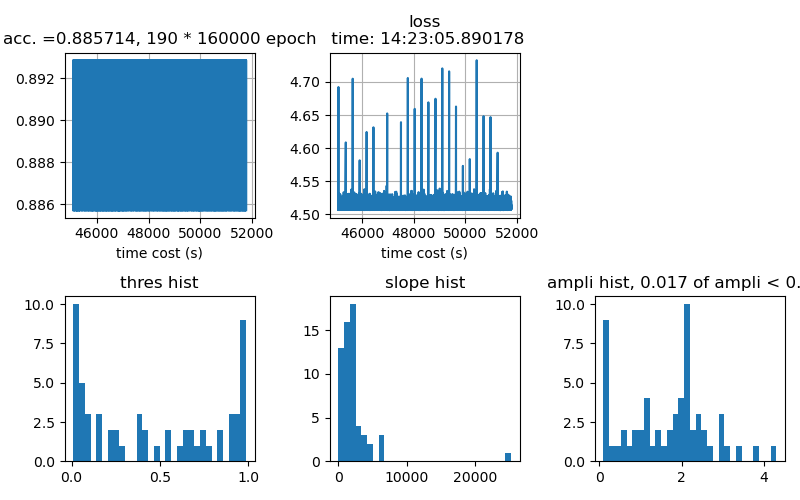 acc. =0.885714, 190 * 160000 epoch
0.892
0.890
0.888
0.886
46000 48000 50000 52000
time cost (s)
loss
time: 14:23:05.890178
4.70
4.65
4.60
4.55
4.50
46000 48000 50000 52000
time cost (s)
thres hist
10.0
7.5
5.0
2.5
0.0
0.0 0.5 1.0
slope hist
15
10
5
0
0 10000 20000
ampli hist, 0.017 of ampli < 0.
10.0
7.5
5.0
2.5
0.0
0 2 4